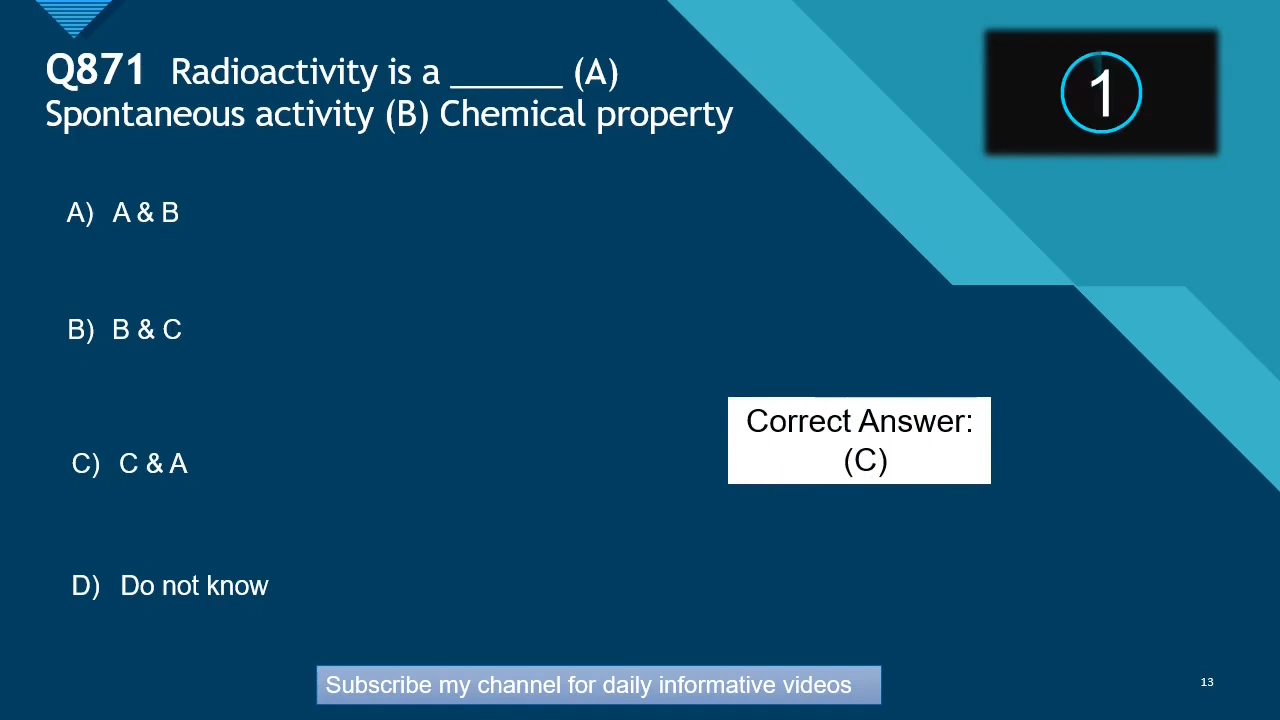 Q871 Radioactivity is a ______ (A)
Spontaneous activity (B) Chemical property
1
A) A & B
B) B & C
C) C & A
Correct Answer:
(C)
D) Do not know
Subscribe my channel for daily informative videos
13